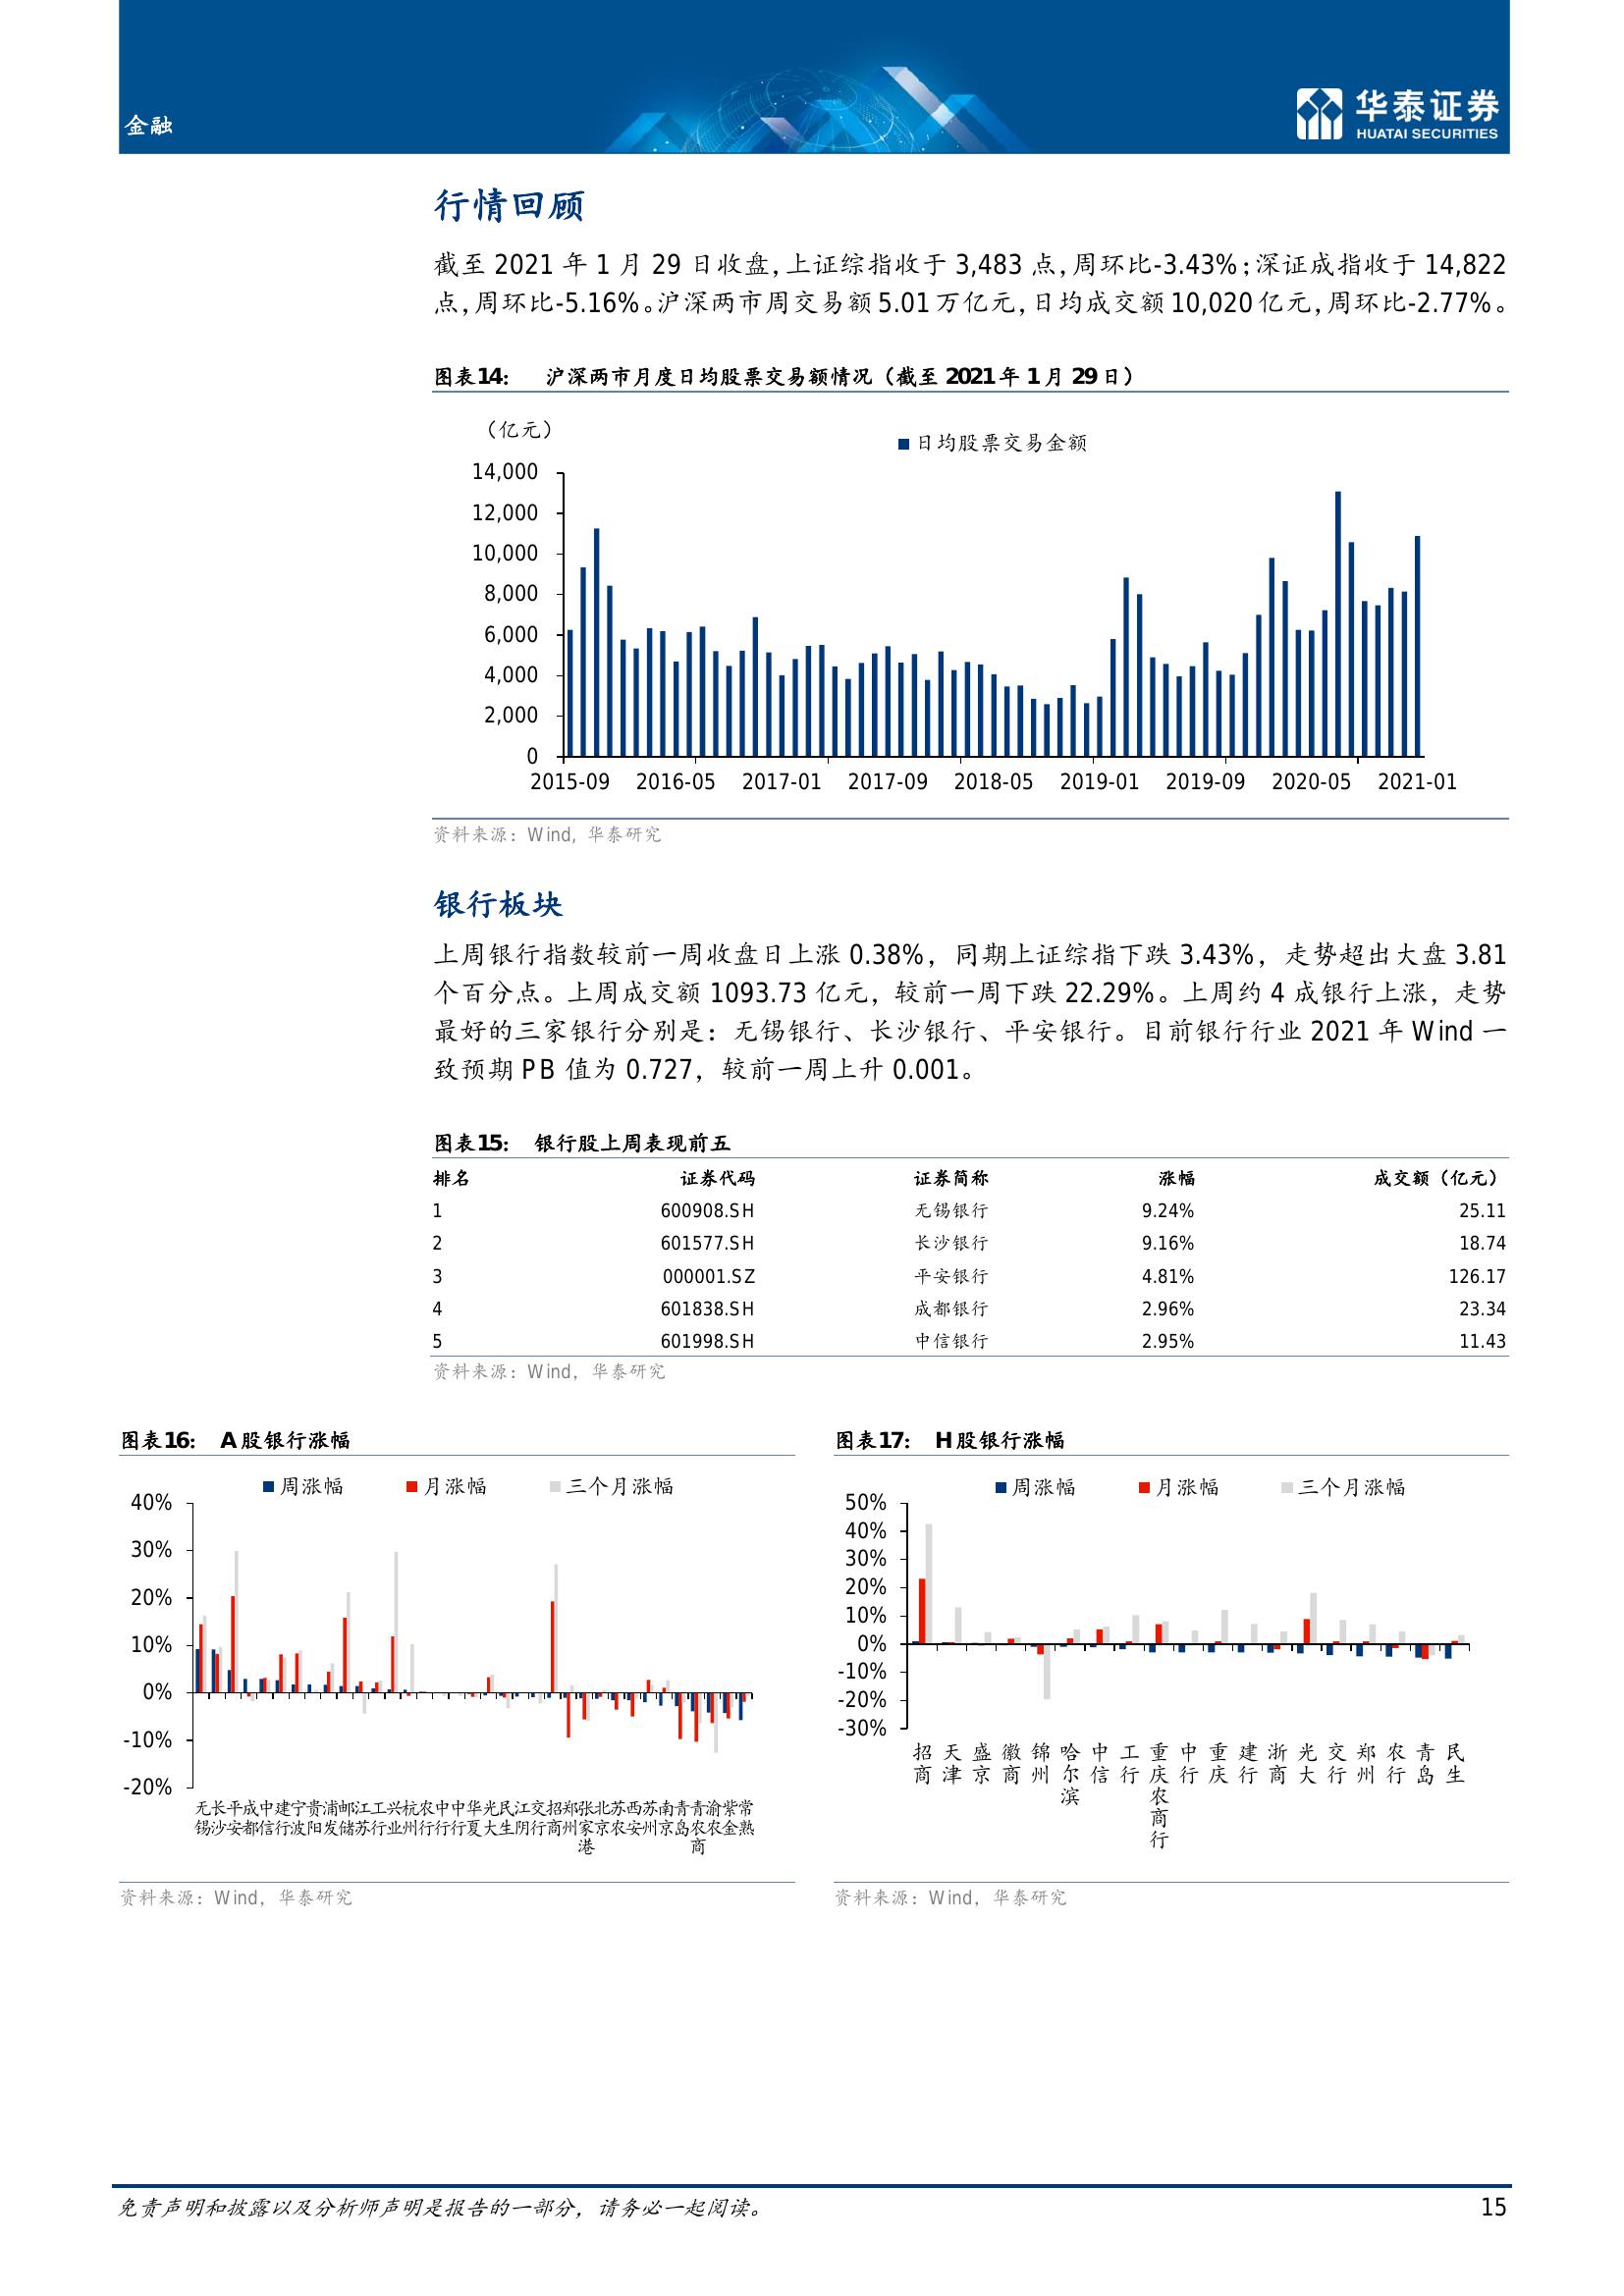 金融
华泰证券
HUATAI SECURITIES
行情回顾
截至 2021 年 1 月 29 日收盘,上证综指收于 3,483 点,周环比-3.43%;深证成指收于 14,822
点,周环比-5.16%。沪深两市周交易额 5.01 万亿元,日均成交额 10,020 亿元,周环比-2.77%。
图表14: 沪深两市月度日均股票交易额情况（截至 2021 年 1 月 29 日）
（亿元）
日均股票交易金额
14,000
12,000
10,000
8,000
6,000
4,000
2,000
0
2015-09 2016-05 2017-01 2017-09 2018-05 2019-01 2019-09 2020-05 2021-01
资料来源：Wind, 华泰研究
银行板块
上周银行指数较前一周收盘日上涨 0.38%，同期上证综指下跌 3.43%，走势超出大盘 3.81
个百分点。上周成交额 1093.73 亿元，较前一周下跌 22.29%。上周约 4 成银行上涨，走势
最好的三家银行分别是：无锡银行、长沙银行、平安银行。目前银行行业 2021 年 Wind 一
致预期 PB 值为 0.727，较前一周上升 0.001。
图表15: 银行股上周表现前五
排名 证券代码 证券简称 涨幅 成交额（亿元）
1 600908.SH 无锡银行 9.24% 25.11
2 601577.SH 长沙银行 9.16% 18.74
3 000001.SZ 平安银行 4.81% 126.17
4 601838.SH 成都银行 2.96% 23.34
5 601998.SH 中信银行 2.95% 11.43
资料来源：Wind，华泰研究
图表16: A 股银行涨幅
周涨幅 月涨幅 三个月涨幅
40%
30%
20%
10%
0%
-10%
-20%
无长平成中建宁贵浦邮江工兴杭农中中华光民江交招郑张北苏西苏南青青渝紫常
锡沙安都信行波阳发储苏行业州行行行夏大生阴行商州家京农安州京岛农农金熟
港 商
资料来源：Wind，华泰研究
图表17: H 股银行涨幅
周涨幅 月涨幅 三个月涨幅
50%
40%
30%
20%
10%
0%
-10%
-20%
-30%
招商 天津 盛京 徽商 锦州 哈尔滨 中信 工行 重庆农商行 中行 重庆 建行 浙商 光大 交行 郑州 农行 青岛 民生
资料来源：Wind，华泰研究
免责声明和披露以及分析师声明是报告的一部分，请务必一起阅读。
15